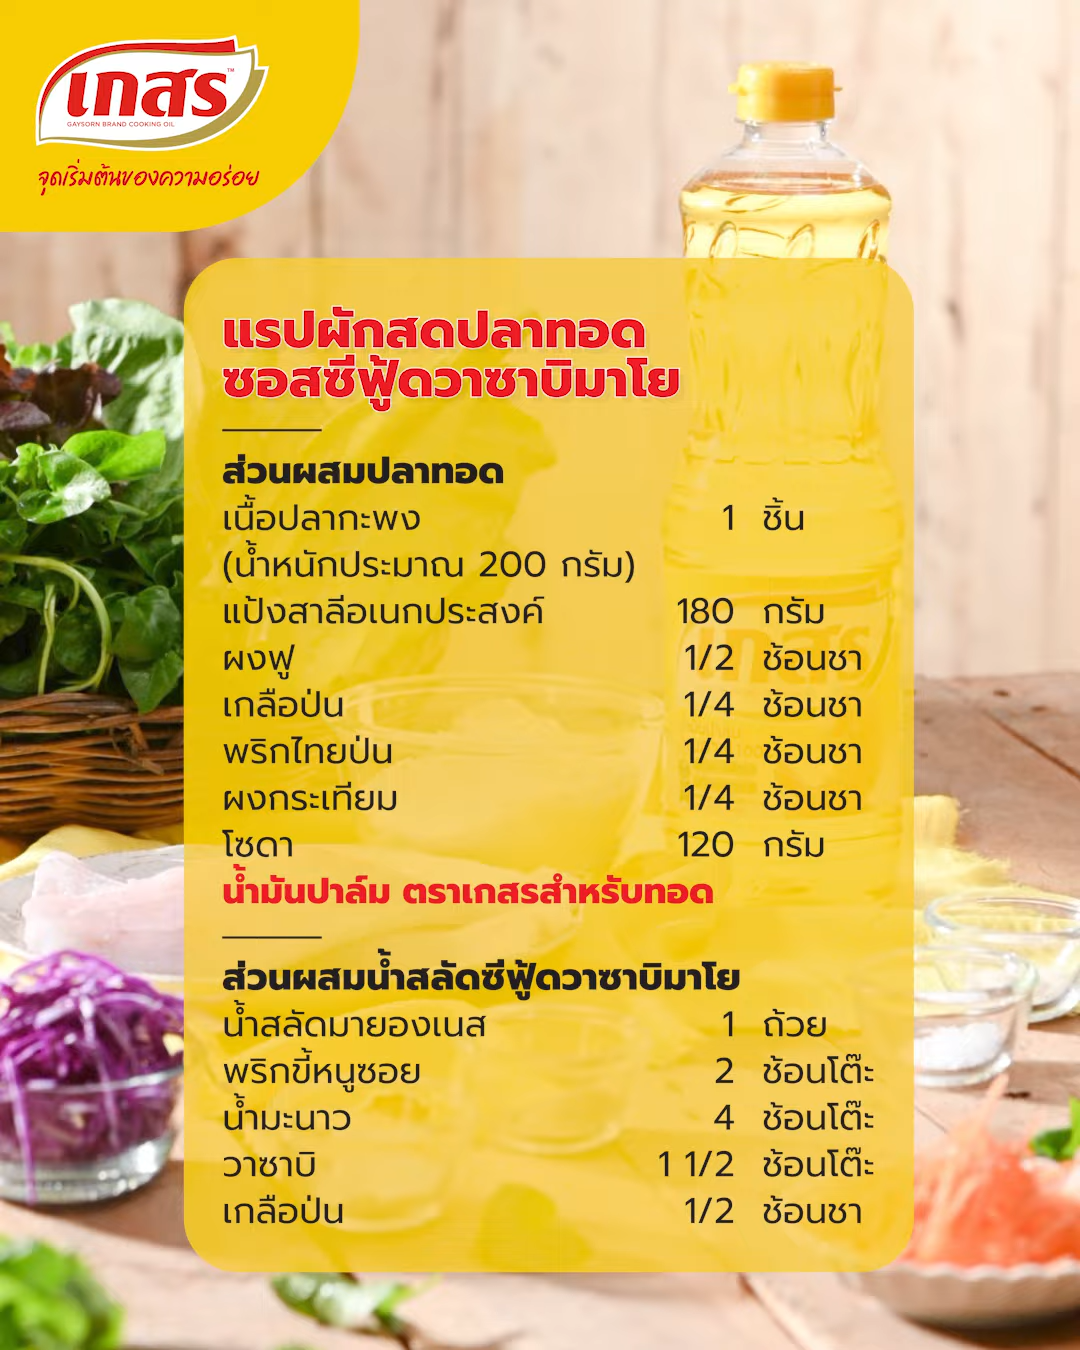 เกสร™
GAYSORN BRAND COOKING OIL
จุดเริ่มต้นของความอร่อย
แรปผักสดปลาทอด
ซอสซีฟู้ดวาซาบิมาโย
ส่วนผสมปลาทอด
เนื้อปลากะพง 1 ชิ้น
(น้ำหนักประมาณ 200 กรัม)
แป้งสาลีอเนกประสงค์ 180 กรัม
ผงฟู 1/2 ช้อนชา
เกลือป่น 1/4 ช้อนชา
พริกไทยป่น 1/4 ช้อนชา
ผงกระเทียม 1/4 ช้อนชา
โซดา 120 กรัม
น้ำมันปาล์ม ตราเกสรสำหรับทอด
ส่วนผสมน้ำสลัดซีฟู้ดวาซาบิมาโย
น้ำสลัดมายองเนส 1 ถ้วย
พริกขี้หนูซอย 2 ช้อนโต๊ะ
น้ำมะนาว 4 ช้อนโต๊ะ
วาซาบิ 1 1/2 ช้อนโต๊ะ
เกลือป่น 1/2 ช้อนชา